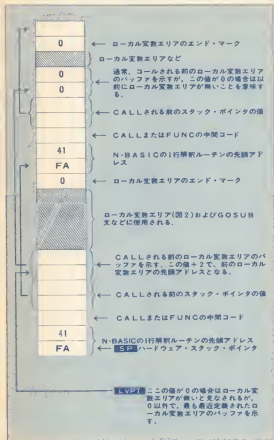 0
ローカル変数エリアのエンド・マーク
ローカル変数エリアなど
0
0
通常、コールされる前のローカル変数エリア
のバッファを示すが、この値が0の場合は以
前にローカル変数エリアが無いことを意味す
る。
CALLされる前のスタック・ポインタの値
CALLまたはFUNCの中間コード
41
FA
N-BASICの1行解釈ルーチンの先頭アド
レス
0
ローカル変数エリアのエンド・マーク
ローカル変数エリア(図2)およびGOSUB
文などに使用される。
CALLされる前のローカル変数エリアのバ
ッファを示す。この値+2で、前のローカル
変数エリアの先頭アドレスとなる。
CALLされる前のスタック・ポインタの値
CALLまたはFUNCの中間コード
41
FA
N-BASICの1行解釈ルーチンの先頭アドレス
SP ハードウェア・スタック・ポインタ
LVPT ここの値が0の場合はローカル変
数エリアが無いと見なされるが、
0以外で、最も最近定義されたロ
ーカル変数エリアのバッファを示
す